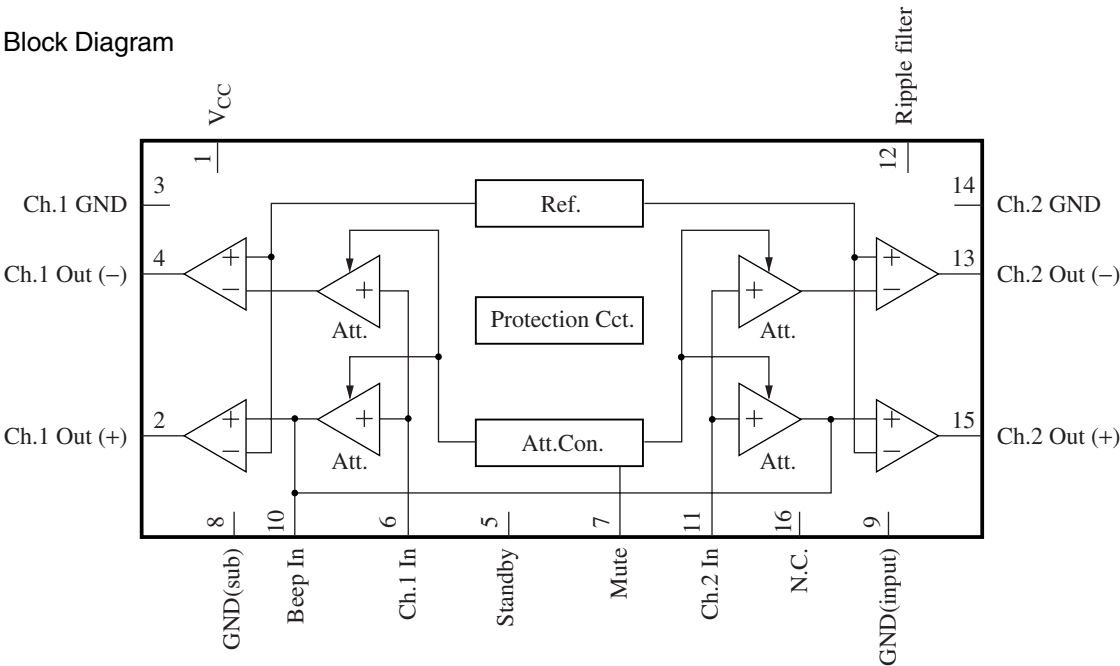 Block Diagram
VCC
Ripple filter
1
12
3
14
Ch.1 GND
Ref.
Ch.2 GND
4
+
+
13
Ch.1 Out (−)
Ch.2 Out (−)
−
+
+
−
Protection Cct.
Att.
Att.
2
+
+
+
+
15
Ch.1 Out (+)
Att.Con.
Ch.2 Out (+)
−
−
Att.
Att.
8
10
6
5
7
11
16
9
GND(sub)
Beep In
Ch.1 In
Standby
Mute
Ch.2 In
N.C.
GND(input)